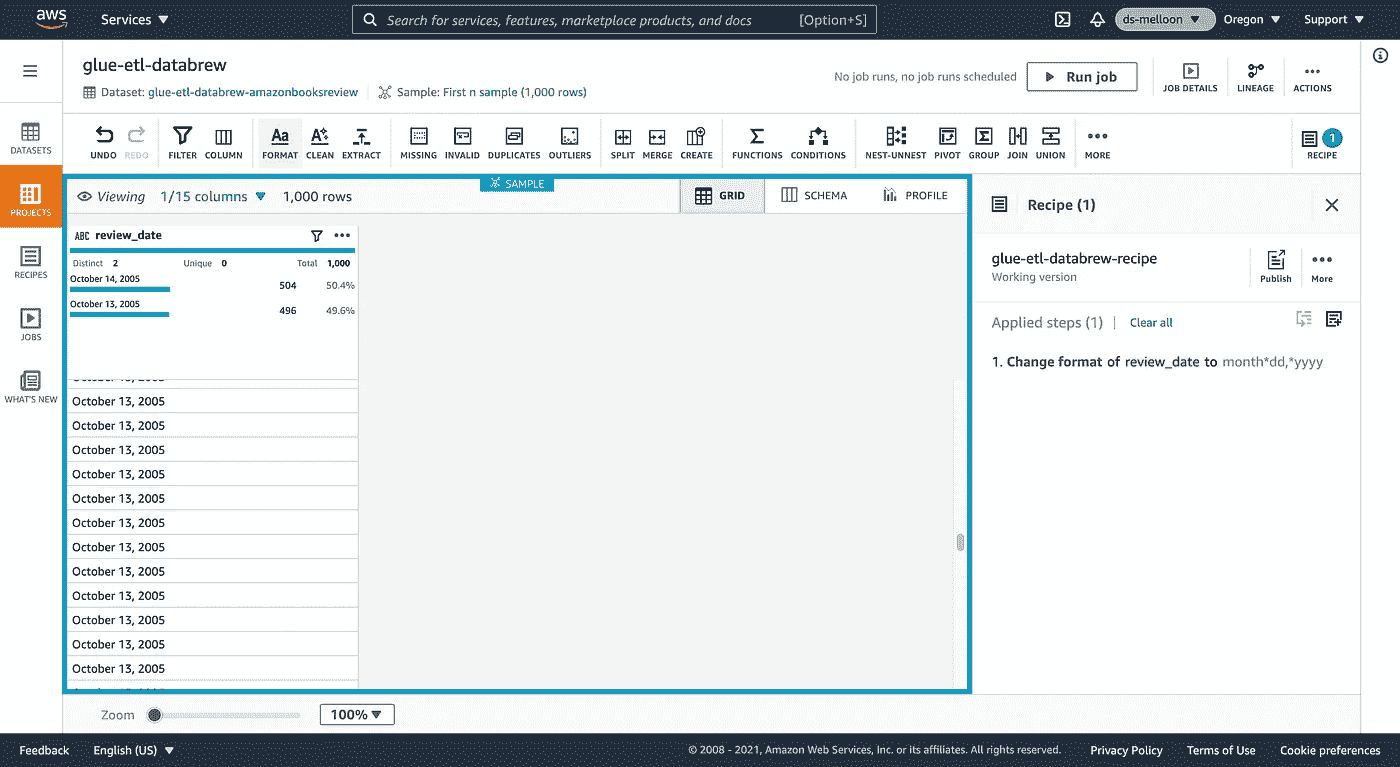 aws Services Search for services, features, marketplace products, and docs [Option+S] ds-melloon Oregon Support
glue-etl-databrew
Dataset: glue-etl-databrew-amazonbooksreview Sample: First n sample (1,000 rows)
No job runs, no job runs scheduled Run job JOB DETAILS LINEAGE ACTIONS
DATASETS
PROJECTS
RECIPES
JOBS
WHAT'S NEW
UNDO REDO FILTER COLUMN FORMAT CLEAN EXTRACT MISSING INVALID DUPLICATES OUTLIERS SPLIT MERGE CREATE FUNCTIONS CONDITIONS NEST-UNNEST PIVOT GROUP JOIN UNION MORE RECIPE 1
Viewing 1/15 columns 1,000 rows SAMPLE GRID SCHEMA PROFILE
ABC review_date
Distinct 2 Unique 0 Total 1,000
October 14, 2005 504 50.4%
October 13, 2005 496 49.6%
October 13, 2005
October 13, 2005
October 13, 2005
October 13, 2005
October 13, 2005
October 13, 2005
October 13, 2005
October 13, 2005
October 13, 2005
October 13, 2005
October 13, 2005
October 13, 2005
Recipe (1)
glue-etl-databrew-recipe
Working version
Publish More
Applied steps (1) | Clear all
1. Change format of review_date to month*dd,*yyyy
Zoom 100%
Feedback English (US) © 2008 - 2021, Amazon Web Services, Inc. or its affiliates. All rights reserved. Privacy Policy Terms of Use Cookie preferences